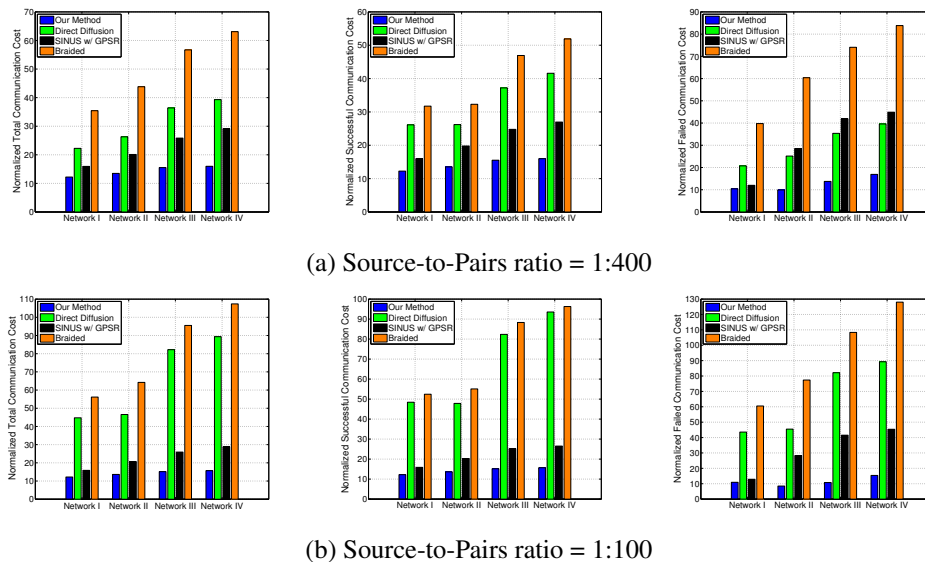 Normalized Total Communication Cost
70
60
50
40
30
20
10
0
Our Method
Direct Diffusion
SINUS w/ GPSR
Braided
Network I Network II Network III Network IV
Normalized Successful Communication Cost
60
50
40
30
20
10
0
Our Method
Direct Diffusion
SINUS w/ GPSR
Braided
Network I Network II Network III Network IV
Normalized Failed Communication Cost
90
80
70
60
50
40
30
20
10
0
Our Method
Direct Diffusion
SINUS w/ GPSR
Braided
Network I Network II Network III Network IV
(a) Source-to-Pairs ratio = 1:400
Normalized Total Communication Cost
110
100
90
80
70
60
50
40
30
20
10
0
Our Method
Direct Diffusion
SINUS w/ GPSR
Braided
Network I Network II Network III Network IV
Normalized Successful Communication Cost
100
90
80
70
60
50
40
30
20
10
0
Our Method
Direct Diffusion
SINUS w/ GPSR
Braided
Network I Network II Network III Network IV
Normalized Failed Communication Cost
130
120
110
100
90
80
70
60
50
40
30
20
10
0
Our Method
Direct Diffusion
SINUS w/ GPSR
Braided
Network I Network II Network III Network IV
(b) Source-to-Pairs ratio = 1:100